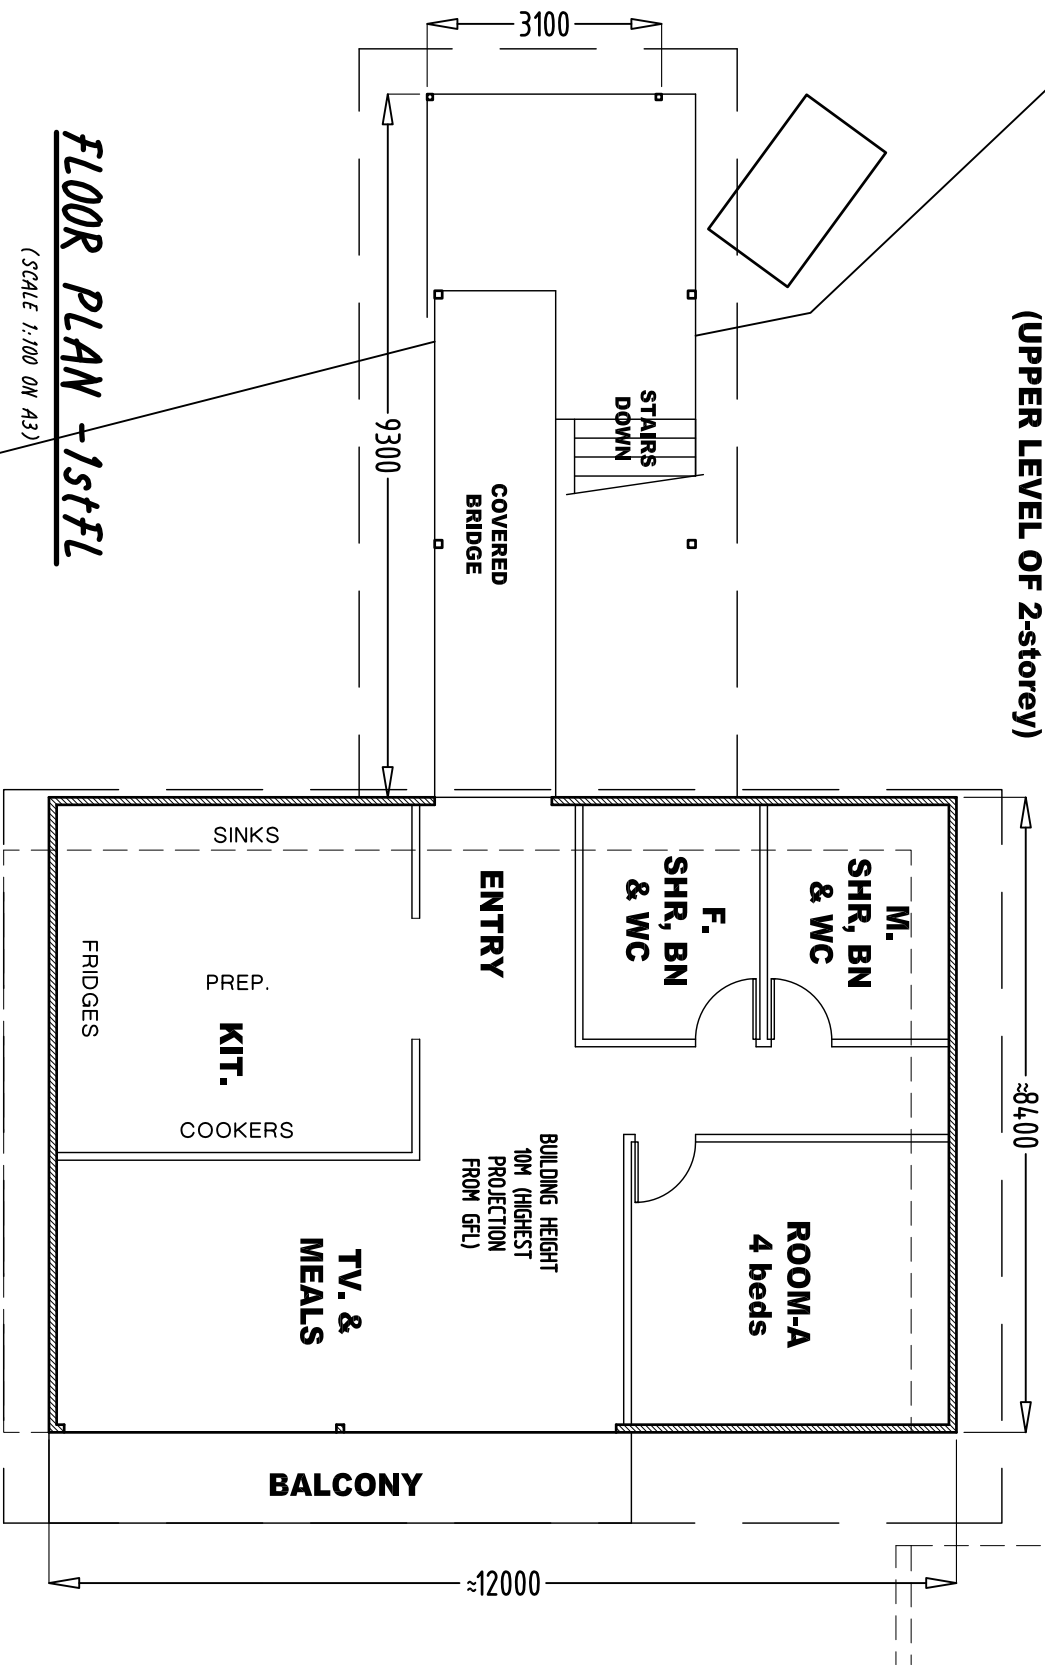 (UPPER LEVEL OF 2-storey)
3100
9300
STAIRS
DOWN
COVERED
BRIDGE
≈8400
M.
SHR, BN
& WC
F.
SHR, BN
& WC
ENTRY
SINKS
FRIDGES
PREP.
KIT.
COOKERS
BUILDING HEIGHT
10M (HIGHEST
PROJECTION
FROM GFL)
ROOM-A
4 beds
TV. &
MEALS
BALCONY
≈12000
FLOOR PLAN -1stFL
(SCALE 1:100 ON A3)